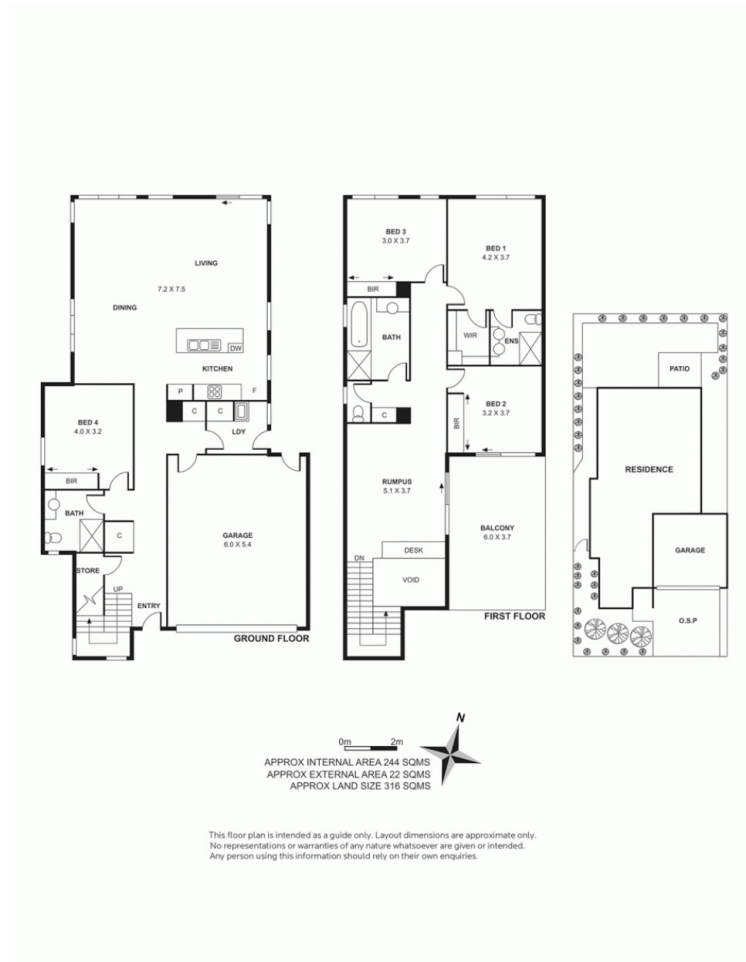 LIVING
7.2 X 7.5
DINING
DW
KITCHEN
P
F
C
C
LDY
BED 4
4.0 X 3.2
BIR
BATH
C
GARAGE
6.0 X 5.4
STORE
UP
ENTRY
GROUND FLOOR
BED 3
3.0 X 3.7
BED 1
4.2 X 3.7
BIR
BATH
WIR
ENS
C
BED 2
3.2 X 3.7
BIR
RUMPUS
5.1 X 3.7
BALCONY
6.0 X 3.7
DESK
DN
VOID
FIRST FLOOR
PATIO
RESIDENCE
GARAGE
O.S.P
N
0m 2m
APPROX INTERNAL AREA 244 SQMS
APPROX EXTERNAL AREA 22 SQMS
APPROX LAND SIZE 316 SQMS
This floor plan is intended as a guide only. Layout dimensions are approximate only.
No representations or warranties of any nature whatsoever are given or intended.
Any person using this information should rely on their own enquiries.